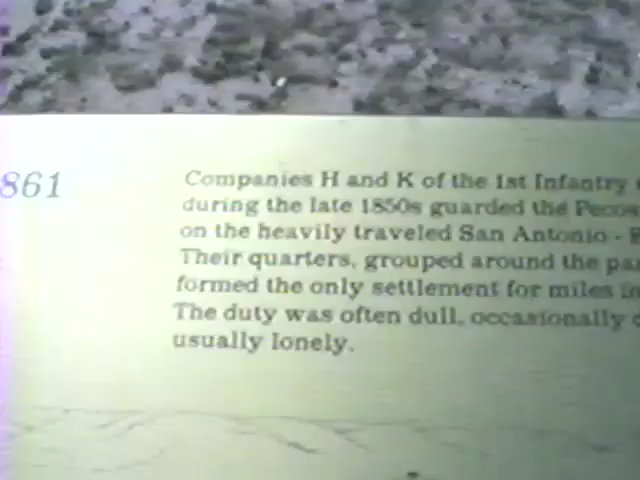 861
Companies H and K of the 1st Infantry
during the late 1850s guarded the Pecos
on the heavily traveled San Antonio -
Their quarters, grouped around the
formed the only settlement for miles in
The duty was often dull, occasionally
usually lonely.